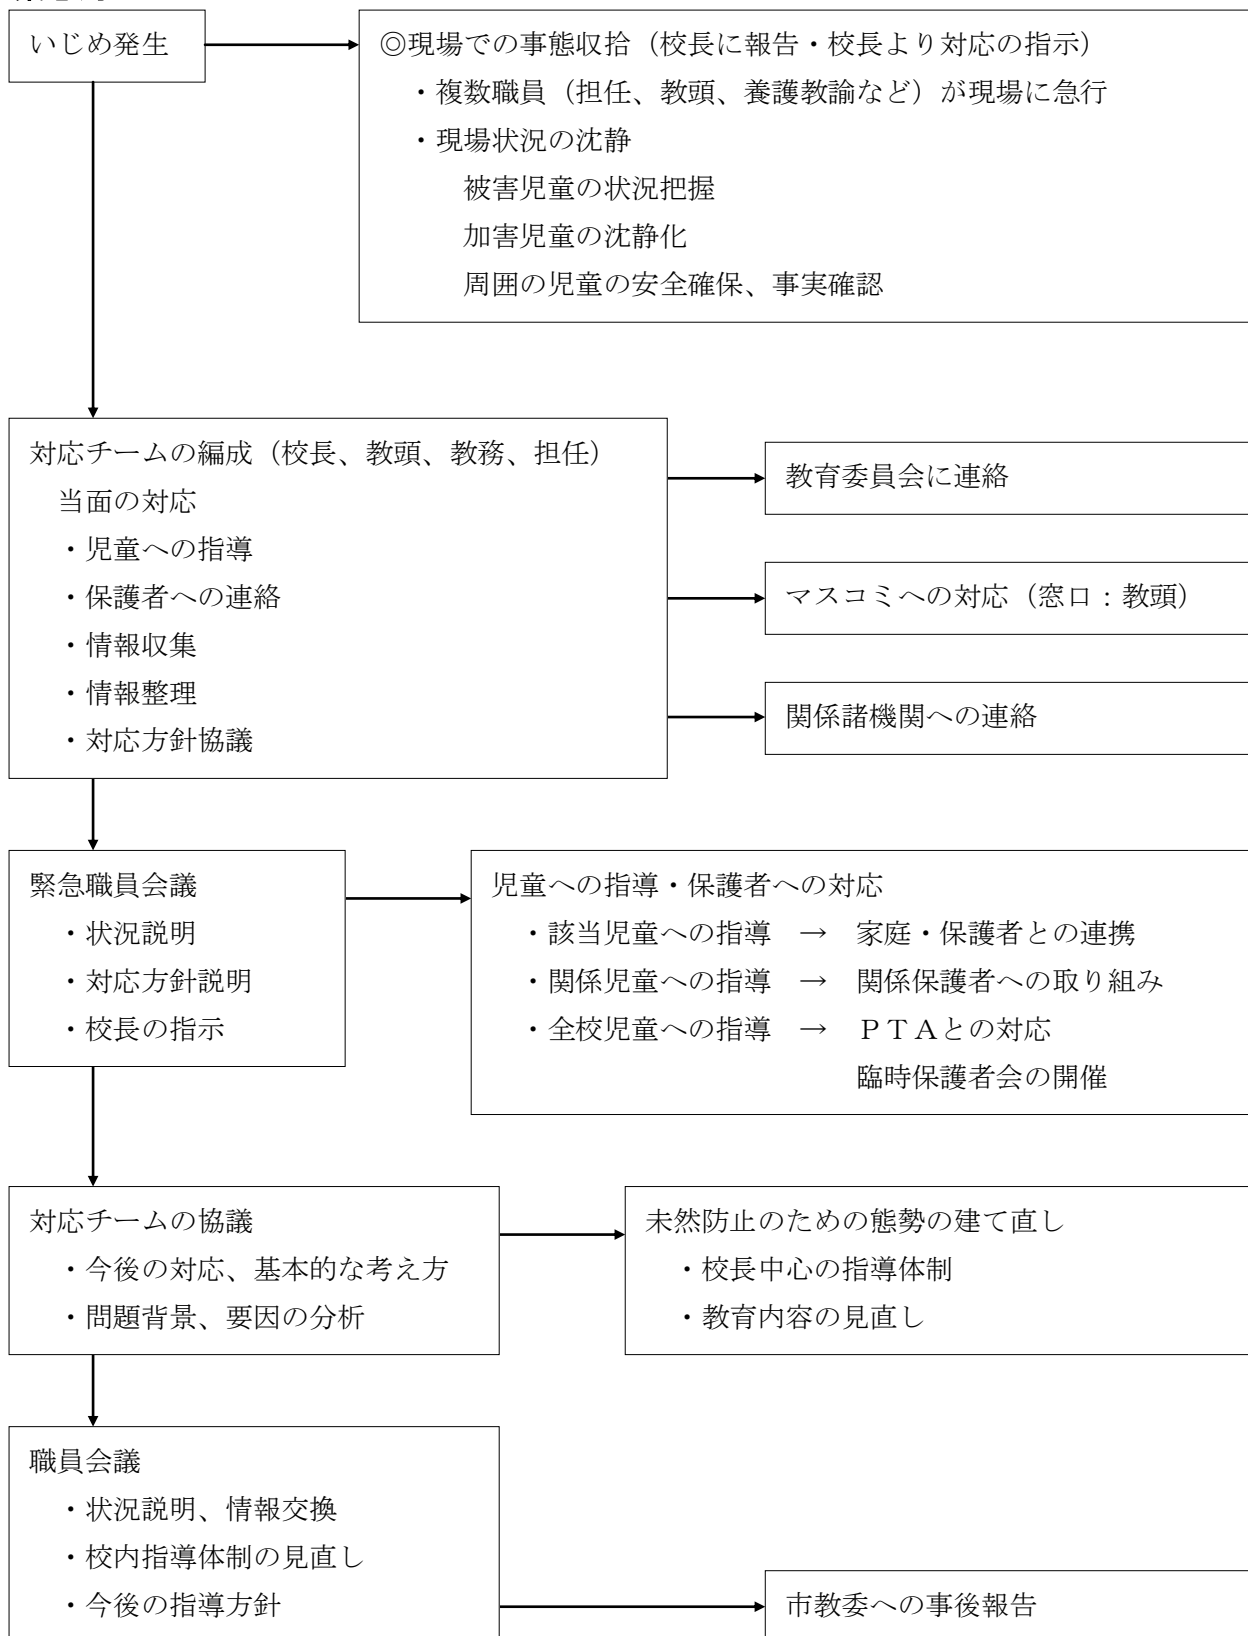 いじめ発生
◎現場での事態収拾（校長に報告・校長より対応の指示）
・複数職員（担任、教頭、養護教諭など）が現場に急行
・現場状況の沈静
被害児童の状況把握
加害児童の沈静化
周囲の児童の安全確保、事実確認
対応チームの編成（校長、教頭、教務、担任）
当面の対応
・児童への指導
・保護者への連絡
・情報収集
・情報整理
・対応方針協議
教育委員会に連絡
マスコミへの対応（窓口：教頭）
関係諸機関への連絡
緊急職員会議
・状況説明
・対応方針説明
・校長の指示
児童への指導・保護者への対応
・該当児童への指導　→　家庭・保護者との連携
・関係児童への指導　→　関係保護者への取り組み
・全校児童への指導　→　ＰＴＡとの対応
臨時保護者会の開催
対応チームの協議
・今後の対応、基本的な考え方
・問題背景、要因の分析
未然防止のための態勢の建て直し
・校長中心の指導体制
・教育内容の見直し
職員会議
・状況説明、情報交換
・校内指導体制の見直し
・今後の指導方針
市教委への事後報告